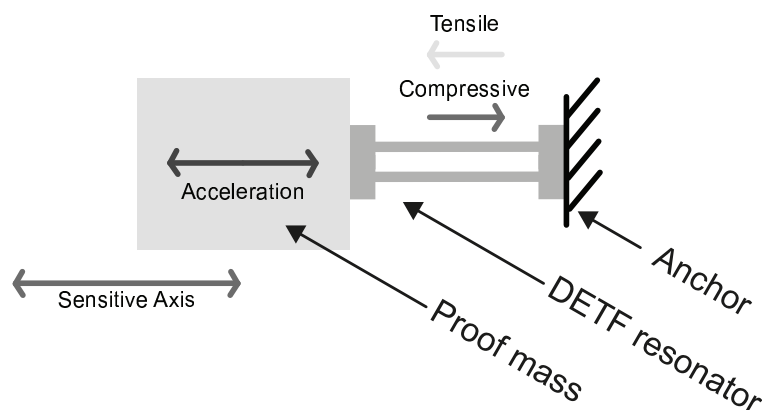 Tensile
Compressive
Acceleration
Sensitive Axis
Anchor
DETF resonator
Proof mass